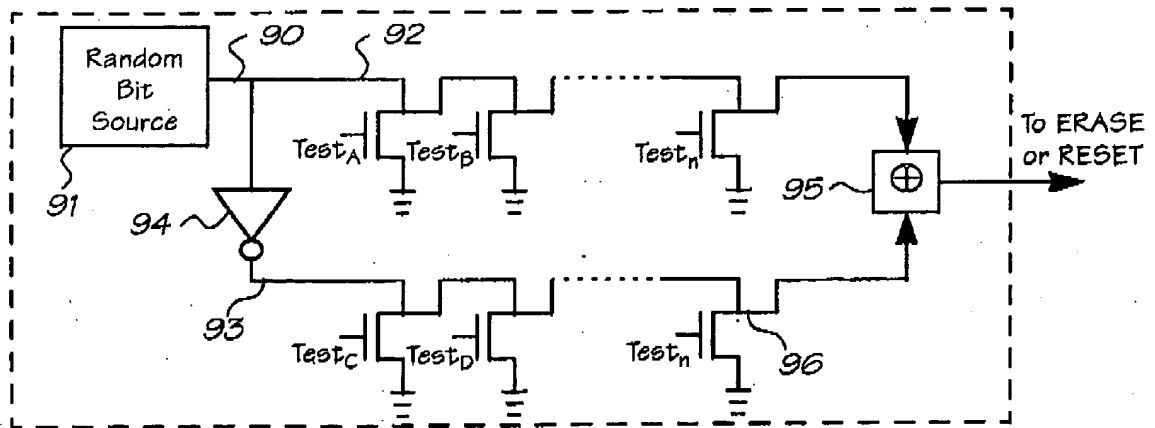 90
92
Random
Bit
Source
91
Test_A
Test_B
Test_n
95
⊕
To ERASE
or RESET
94
93
Test_C
Test_D
Test_n
96